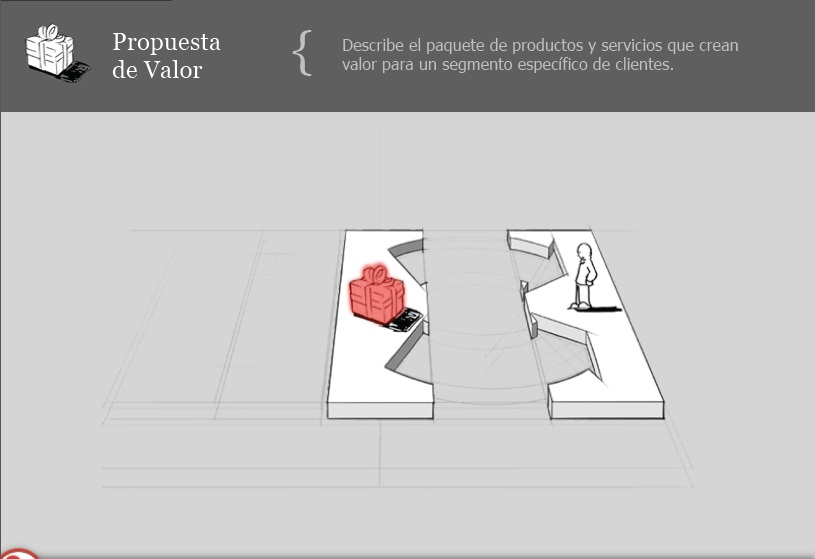 Propuesta
de Valor
{
Describe el paquete de productos y servicios que crean
valor para un segmento específico de clientes.